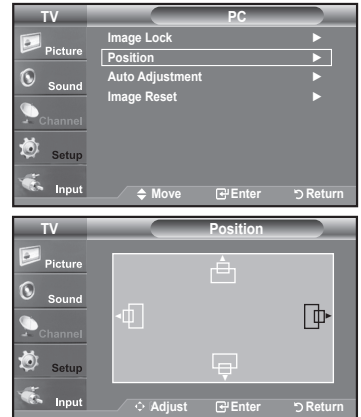 TV PC
Picture
Sound
Channel
Setup
Input
Image Lock ►
Position ►
Auto Adjustment ►
Image Reset ►
Move Enter Return
TV Position
Picture
Sound
Channel
Setup
Input
Adjust Enter Return